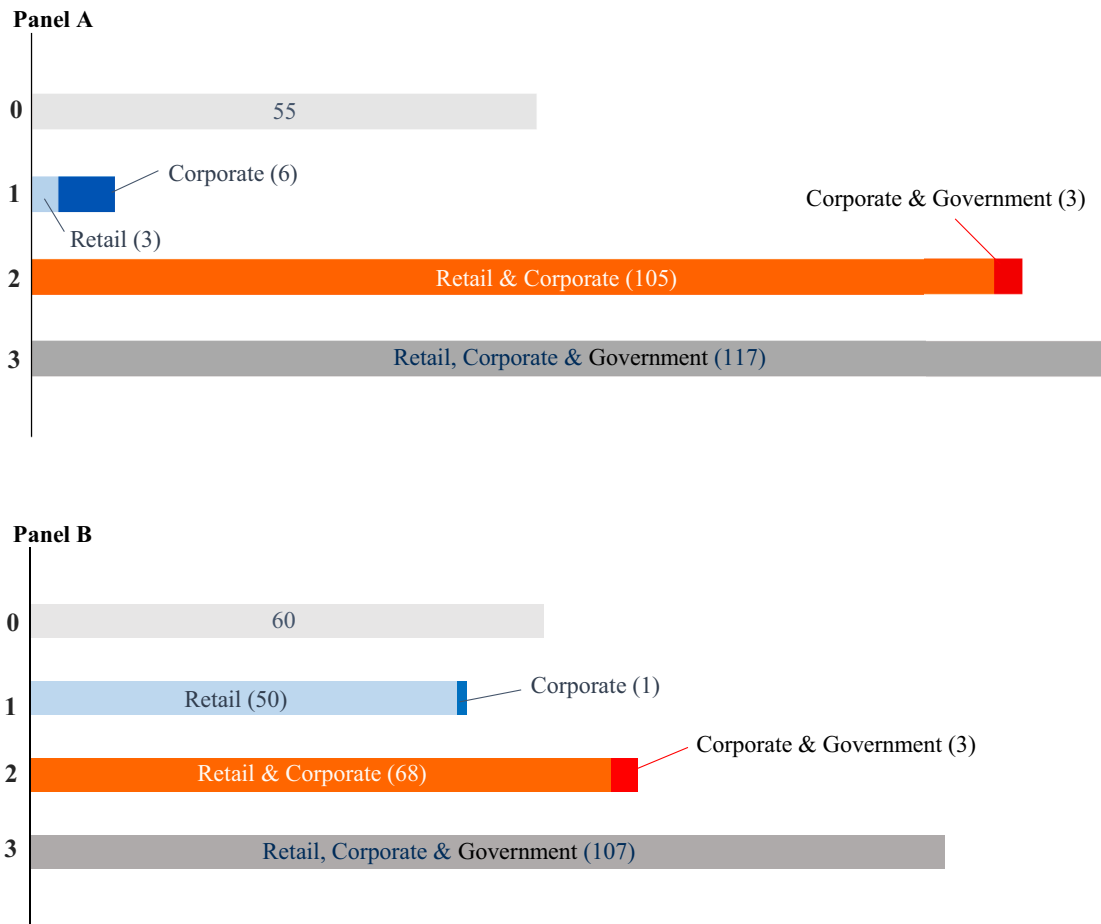 Panel A
0
55
1
Corporate (6)
Retail (3)
Corporate & Government (3)
2
Retail & Corporate (105)
3
Retail, Corporate & Government (117)
Panel B
0
60
1
Retail (50)
Corporate (1)
Corporate & Government (3)
2
Retail & Corporate (68)
3
Retail, Corporate & Government (107)